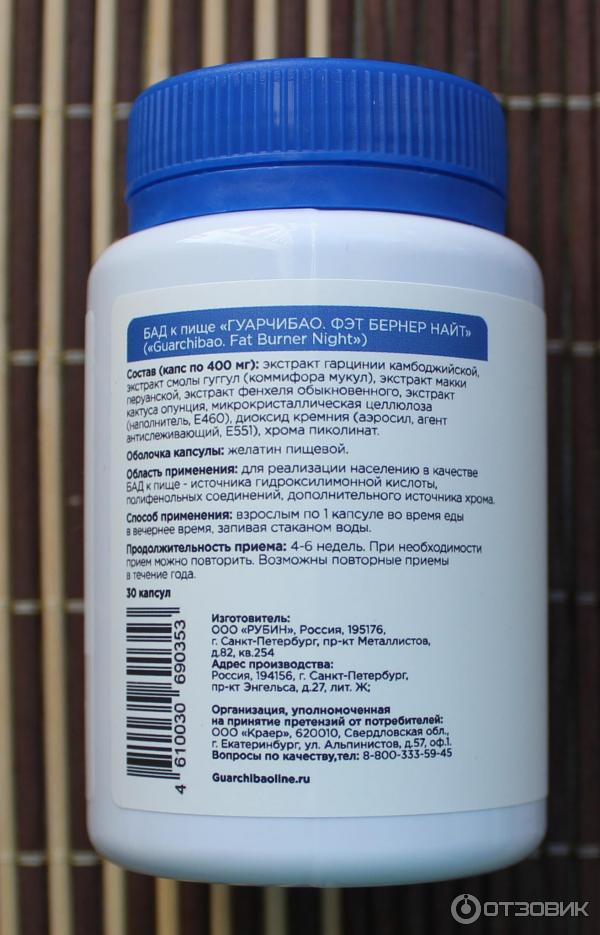 БАД к пище «ГУАРЧИБАО. ФЭТ БЕРНЕР НАЙТ»
(«Guarchibao. Fat Burner Night»)
Состав (капс по 400 мг): экстракт гарцинии камбоджийской,
экстракт смолы гуггул (коммифора мукул), экстракт макки
перуанской, экстракт фенхеля обыкновенного, экстракт
кактуса опунция, микрокристаллическая целлюлоза
(наполнитель, Е460), диоксид кремния (аэросил, агент
антислеживающий, Е551), хрома пиколинат.
Оболочка капсулы: желатин пищевой.
Область применения: для реализации населению в качестве
БАД к пище - источника гидроксилимонной кислоты,
полифенольных соединений, дополнительного источника хрома.
Способ применения: взрослым по 1 капсуле во время еды
в вечернее время, запивая стаканом воды.
Продолжительность приема: 4-6 недель. При необходимости
прием можно повторить. Возможны повторные приемы
в течение года.
30 капсул
Изготовитель:
ООО «РУБИН», Россия, 195176,
г. Санкт-Петербург, пр-кт Металлистов,
д.82, кв.254
Адрес производства:
Россия, 194156, г. Санкт-Петербург,
пр-кт Энгельса, д.27, лит. Ж;
Организация, уполномоченная
на принятие претензий от потребителей:
ООО «Краер», 620010, Свердловская обл.,
г. Екатеринбург, ул. Альпинистов, д.57, оф.1.
Вопросы по качеству,тел: 8-800-333-59-45
Guarchibaoline.ru
4 610030 690353
ОТЗОВИК